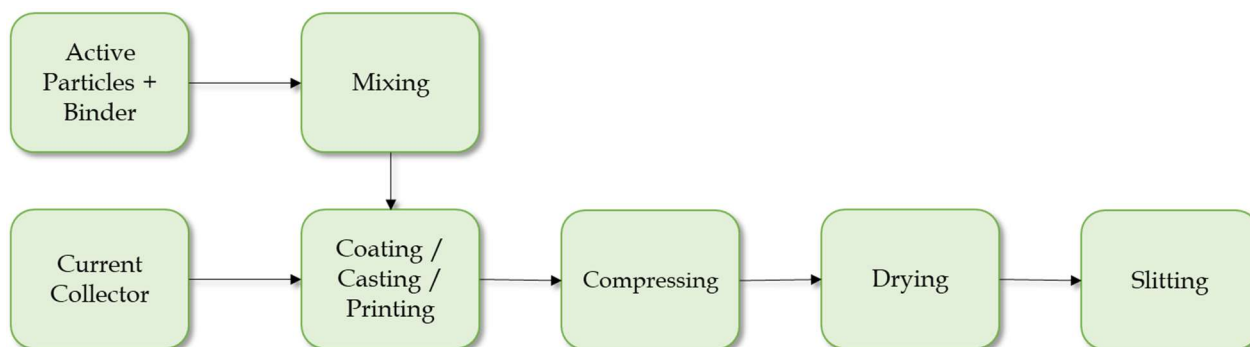 Active
Particles +
Binder
Mixing
Current
Collector
Coating /
Casting /
Printing
Compressing
Drying
Slitting